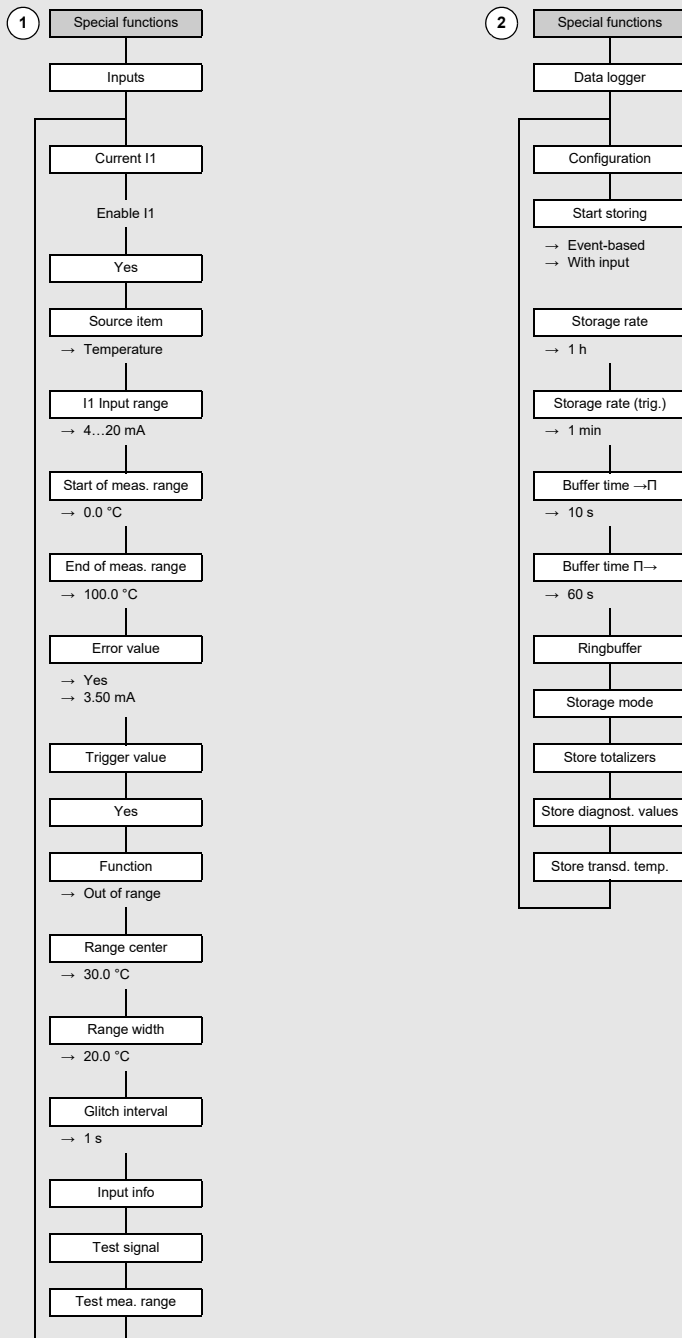 1
Special functions
Inputs
Current I1
Enable I1
Yes
Source item
→ Temperature
I1 Input range
→ 4…20 mA
Start of meas. range
→ 0.0 °C
End of meas. range
→ 100.0 °C
Error value
→ Yes
→ 3.50 mA
Trigger value
Yes
Function
→ Out of range
Range center
→ 30.0 °C
Range width
→ 20.0 °C
Glitch interval
→ 1 s
Input info
Test signal
Test mea. range
2
Special functions
Data logger
Configuration
Start storing
→ Event-based
→ With input
Storage rate
→ 1 h
Storage rate (trig.)
→ 1 min
Buffer time →Π
→ 10 s
Buffer time Π→
→ 60 s
Ringbuffer
Storage mode
Store totalizers
Store diagnost. values
Store transd. temp.